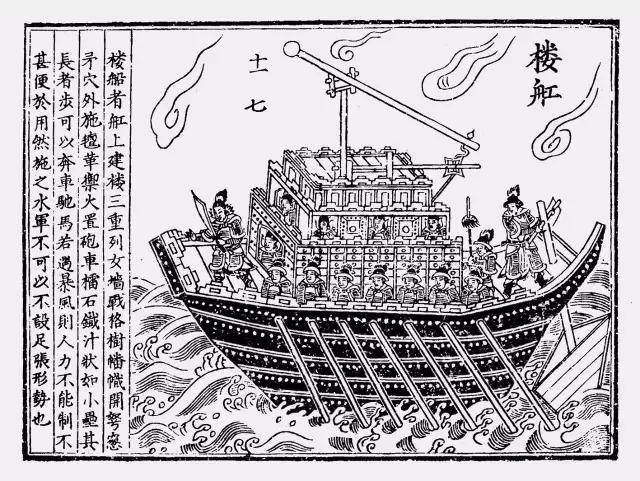 楼舡
十一七
楼船者舡上建楼三重列女墻戰格樹幡幟開弩窓
矛穴外施氈革禦火置砲車檑石鐵汁狀如小壘其
長者步可以奔車馳馬若遇暴風則人力不能制不
甚便於用然施之水軍不可以不設足張形勢也